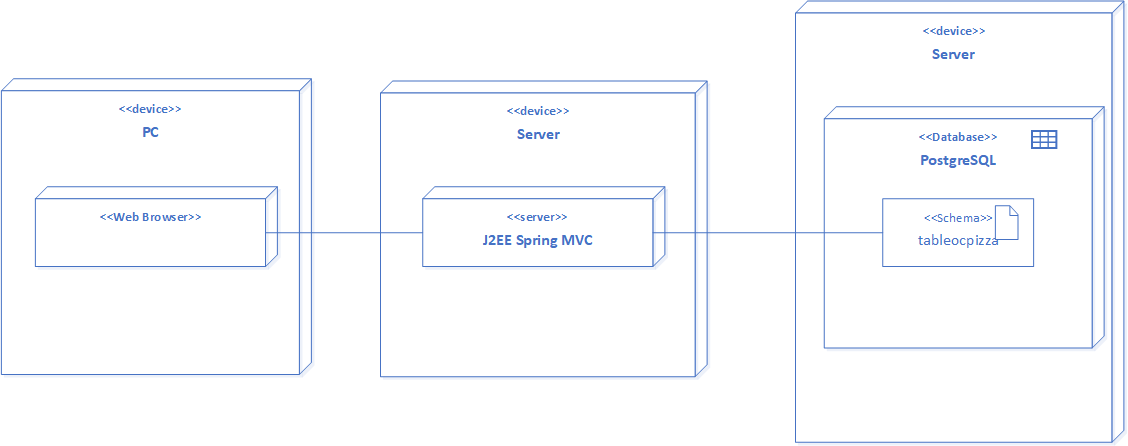 <<device>>
PC
<<Web Browser>>
<<device>>
Server
<<server>>
J2EE Spring MVC
<<device>>
Server
<<Database>>
PostgreSQL
<<Schema>>
tableocpizza